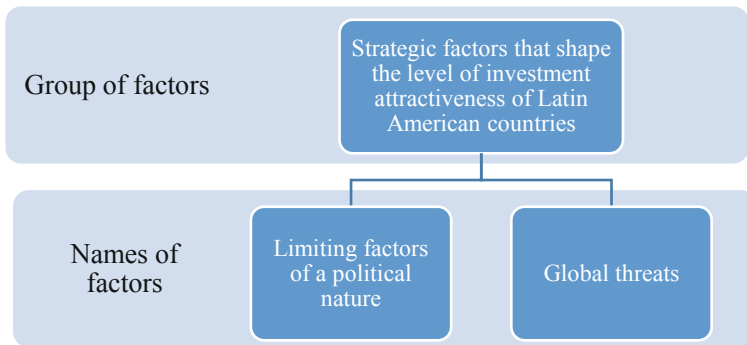 Group of factors
Strategic factors that shape
the level of investment
attractiveness of Latin
American countries
Names of
factors
Limiting factors
of a political
nature
Global threats